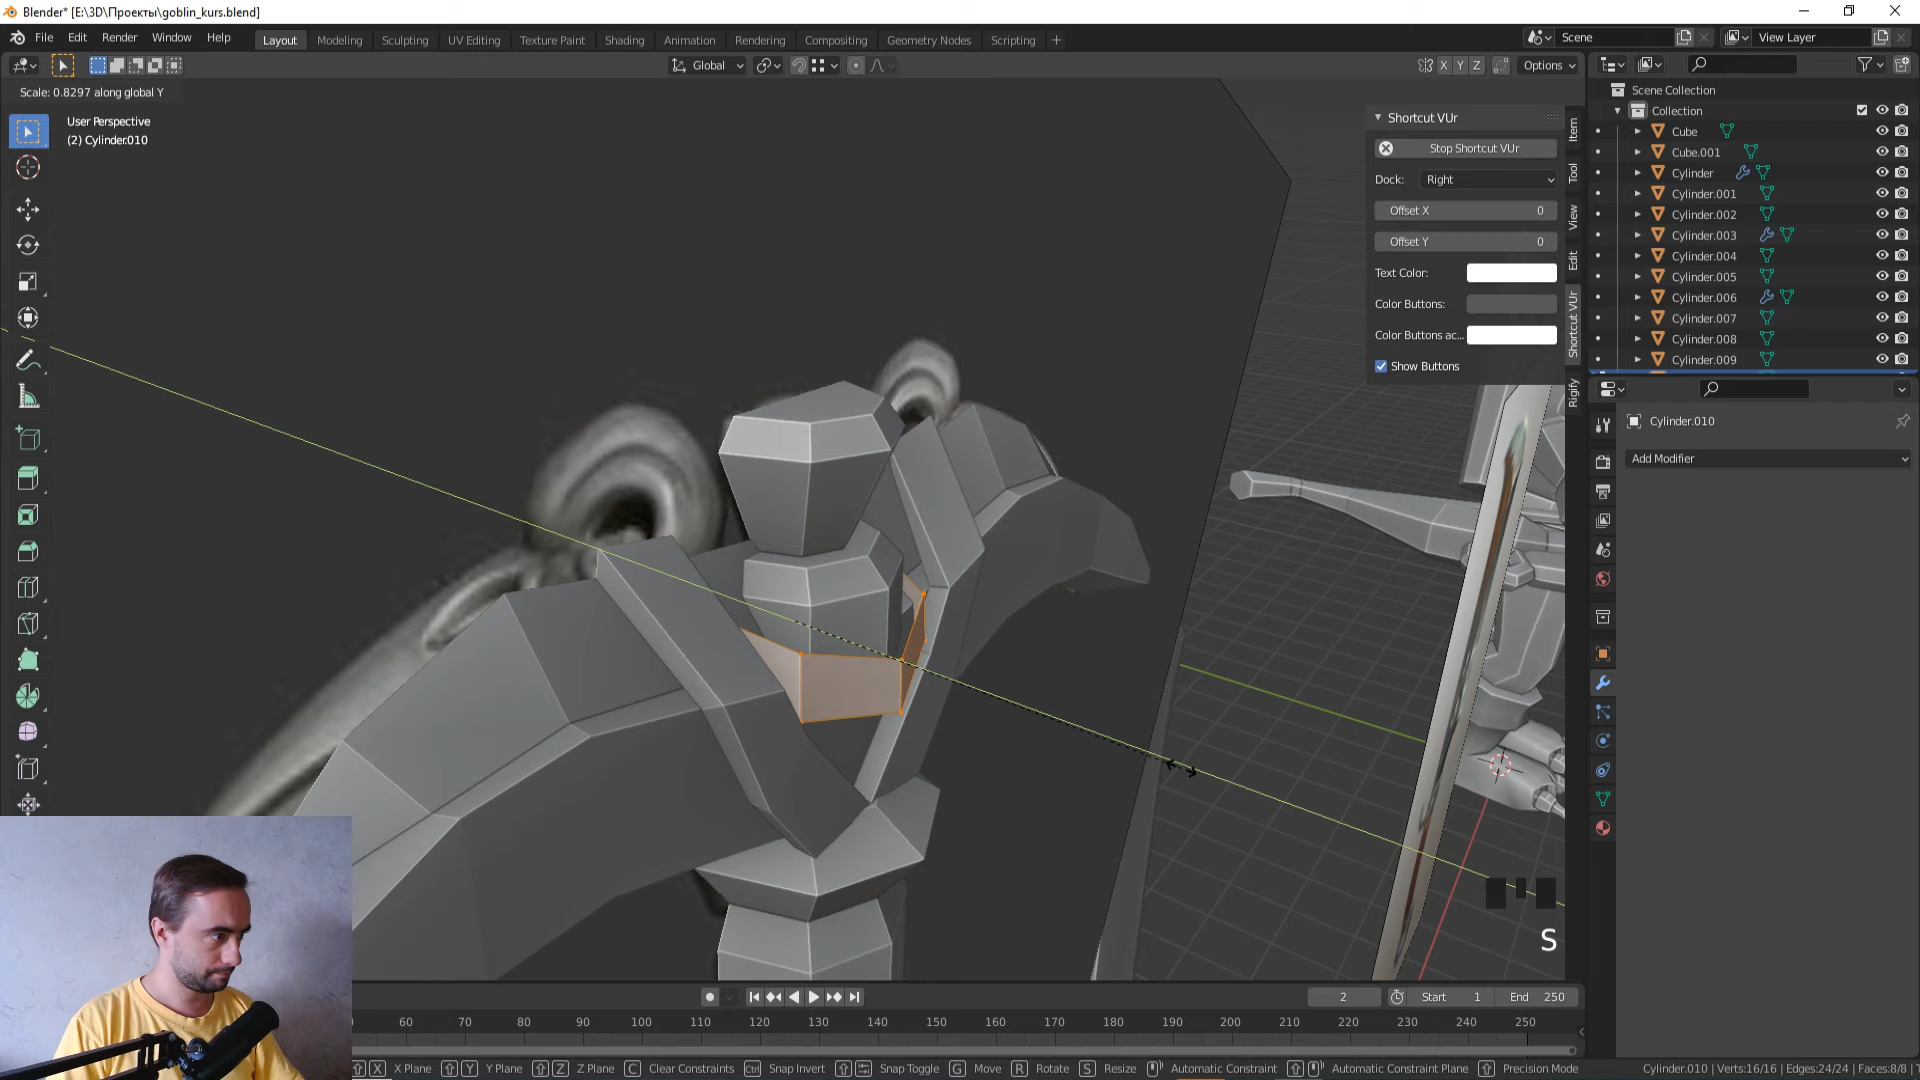 Blender* [E:\3D\Проекты\goblin_kurs.blend]
File Edit Render Window Help
Layout Modeling Sculpting UV Editing Texture Paint Shading Animation Rendering Compositing Geometry Nodes Scripting +
Scene
View Layer
Global
X Y Z
Options
Scale: 0.8297 along global Y
User Perspective
(2) Cylinder.010
Shortcut VUr
Stop Shortcut VUr
Dock: Right
Offset X 0
Offset Y 0
Text Color:
Color Buttons:
Color Buttons ac...
Show Buttons
Item
Tool
View
Edit
Shortcut VUr
Rigify
Scene Collection
Collection
Cube
Cube.001
Cylinder
Cylinder.001
Cylinder.002
Cylinder.003
Cylinder.004
Cylinder.005
Cylinder.006
Cylinder.007
Cylinder.008
Cylinder.009
Cylinder.010
Add Modifier
S
2
Start 1
End 250
60 70 80 90 100 110 120 130 140 150 160 170 180 190 200 210 220 230 240 250
X X Plane Y Y Plane Z Z Plane C Clear Constraints Ctrl Snap Invert Snap Toggle G Move R Rotate S Resize Automatic Constraint Automatic Constraint Plane Precision Mode
Cylinder.010 | Verts:16/16 | Edges:24/24 | Faces:8/8 |